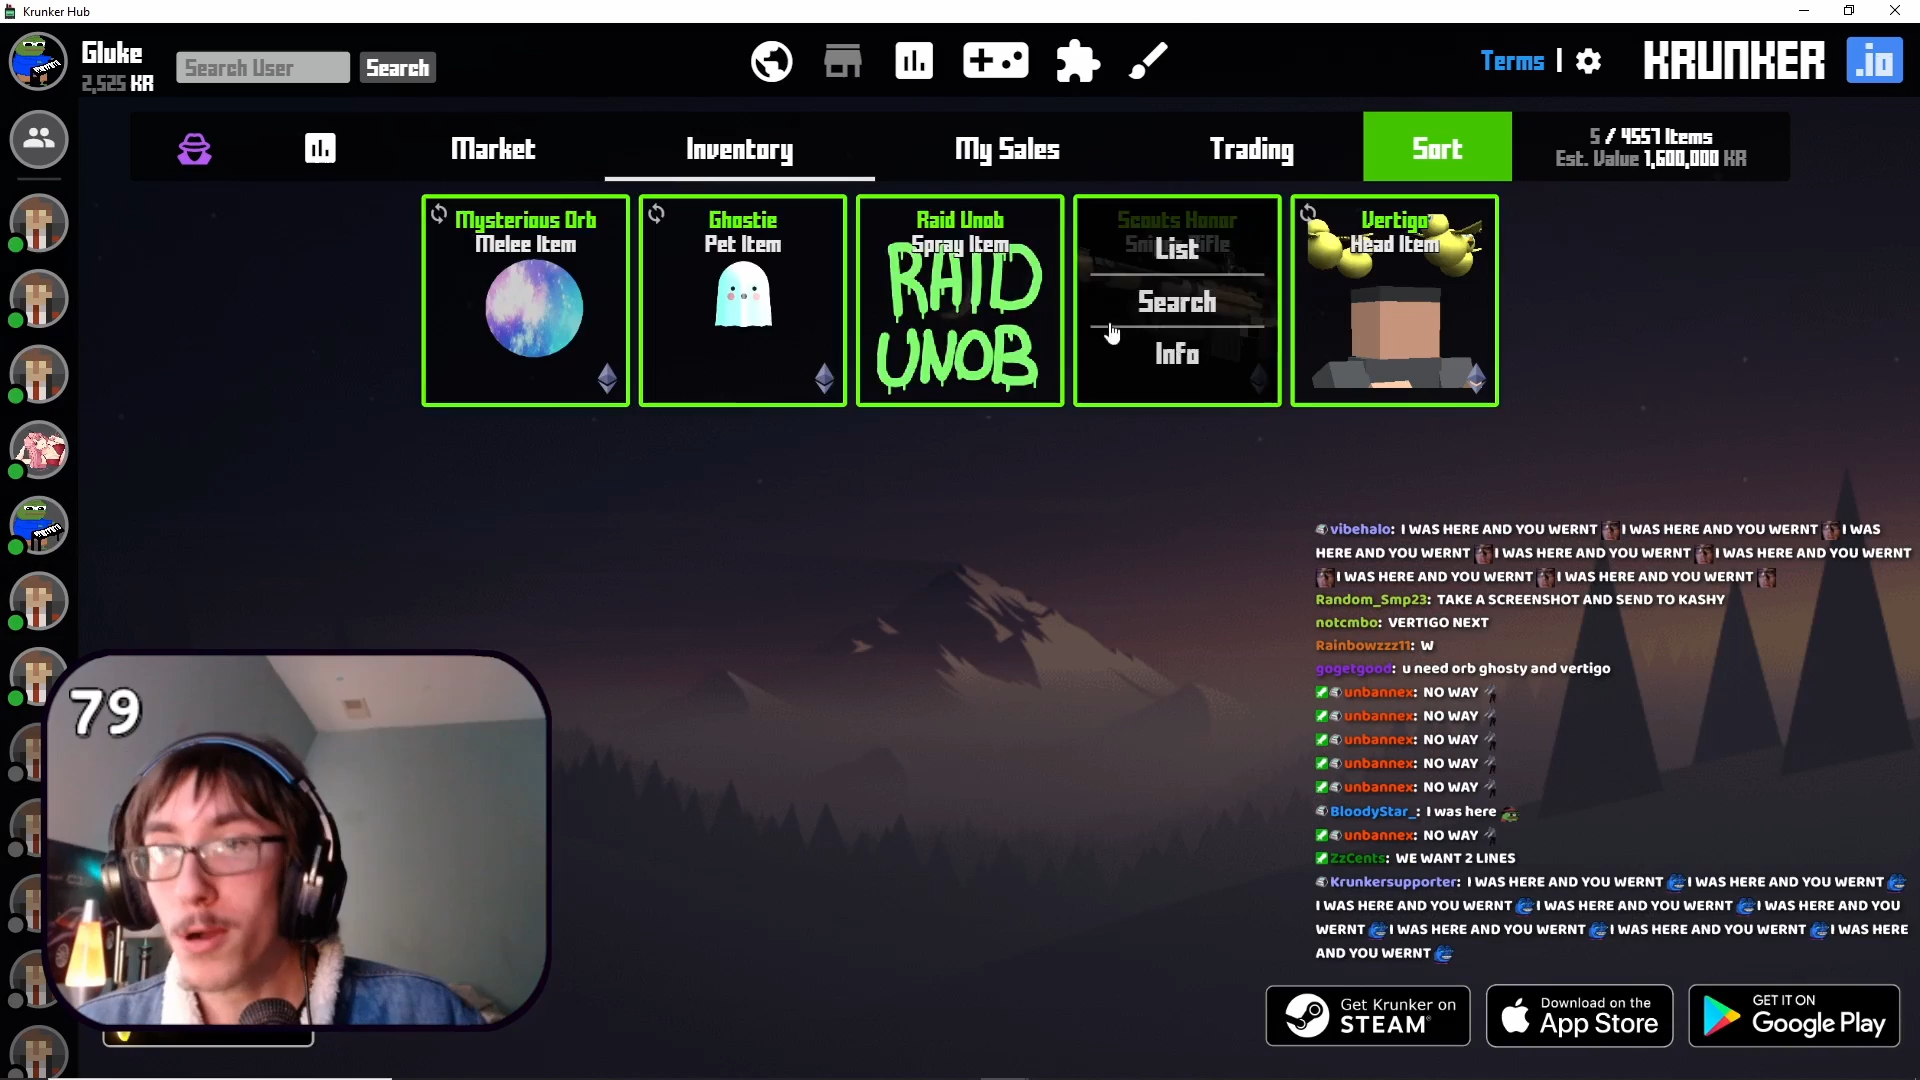 Krunker Hub
Gluke
2,525 KR
Search User
Search
Terms
KRUNKER .io
Market
Inventory
My Sales
Trading
Sort
5 / 4557 Items
Est. Value 1,600,000 KR
Mysterious Orb
Melee Item
Ghostie
Pet Item
Raid Unob
Spray Item
RAID
UNOB
Scouts Honor
Sniper Rifle
List
Search
Info
Vertigo
Head Item
vibehalo: I WAS HERE AND YOU WERNT I WAS HERE AND YOU WERNT I WAS
HERE AND YOU WERNT I WAS HERE AND YOU WERNT I WAS HERE AND YOU WERNT
I WAS HERE AND YOU WERNT I WAS HERE AND YOU WERNT
Random_Smp23: TAKE A SCREENSHOT AND SEND TO KASHY
notcmbo: VERTIGO NEXT
Rainbowzzz11: W
gogetgood: u need orb ghosty and vertigo
unbannex: NO WAY
unbannex: NO WAY
unbannex: NO WAY
unbannex: NO WAY
unbannex: NO WAY
BloodyStar_: I was here
unbannex: NO WAY
ZzCents: WE WANT 2 LINES
Krunkersupporter: I WAS HERE AND YOU WERNT I WAS HERE AND YOU WERNT
I WAS HERE AND YOU WERNT I WAS HERE AND YOU WERNT I WAS HERE AND YOU
WERNT I WAS HERE AND YOU WERNT I WAS HERE AND YOU WERNT I WAS HERE
AND YOU WERNT
79
Get Krunker on
STEAM
Download on the
App Store
GET IT ON
Google Play